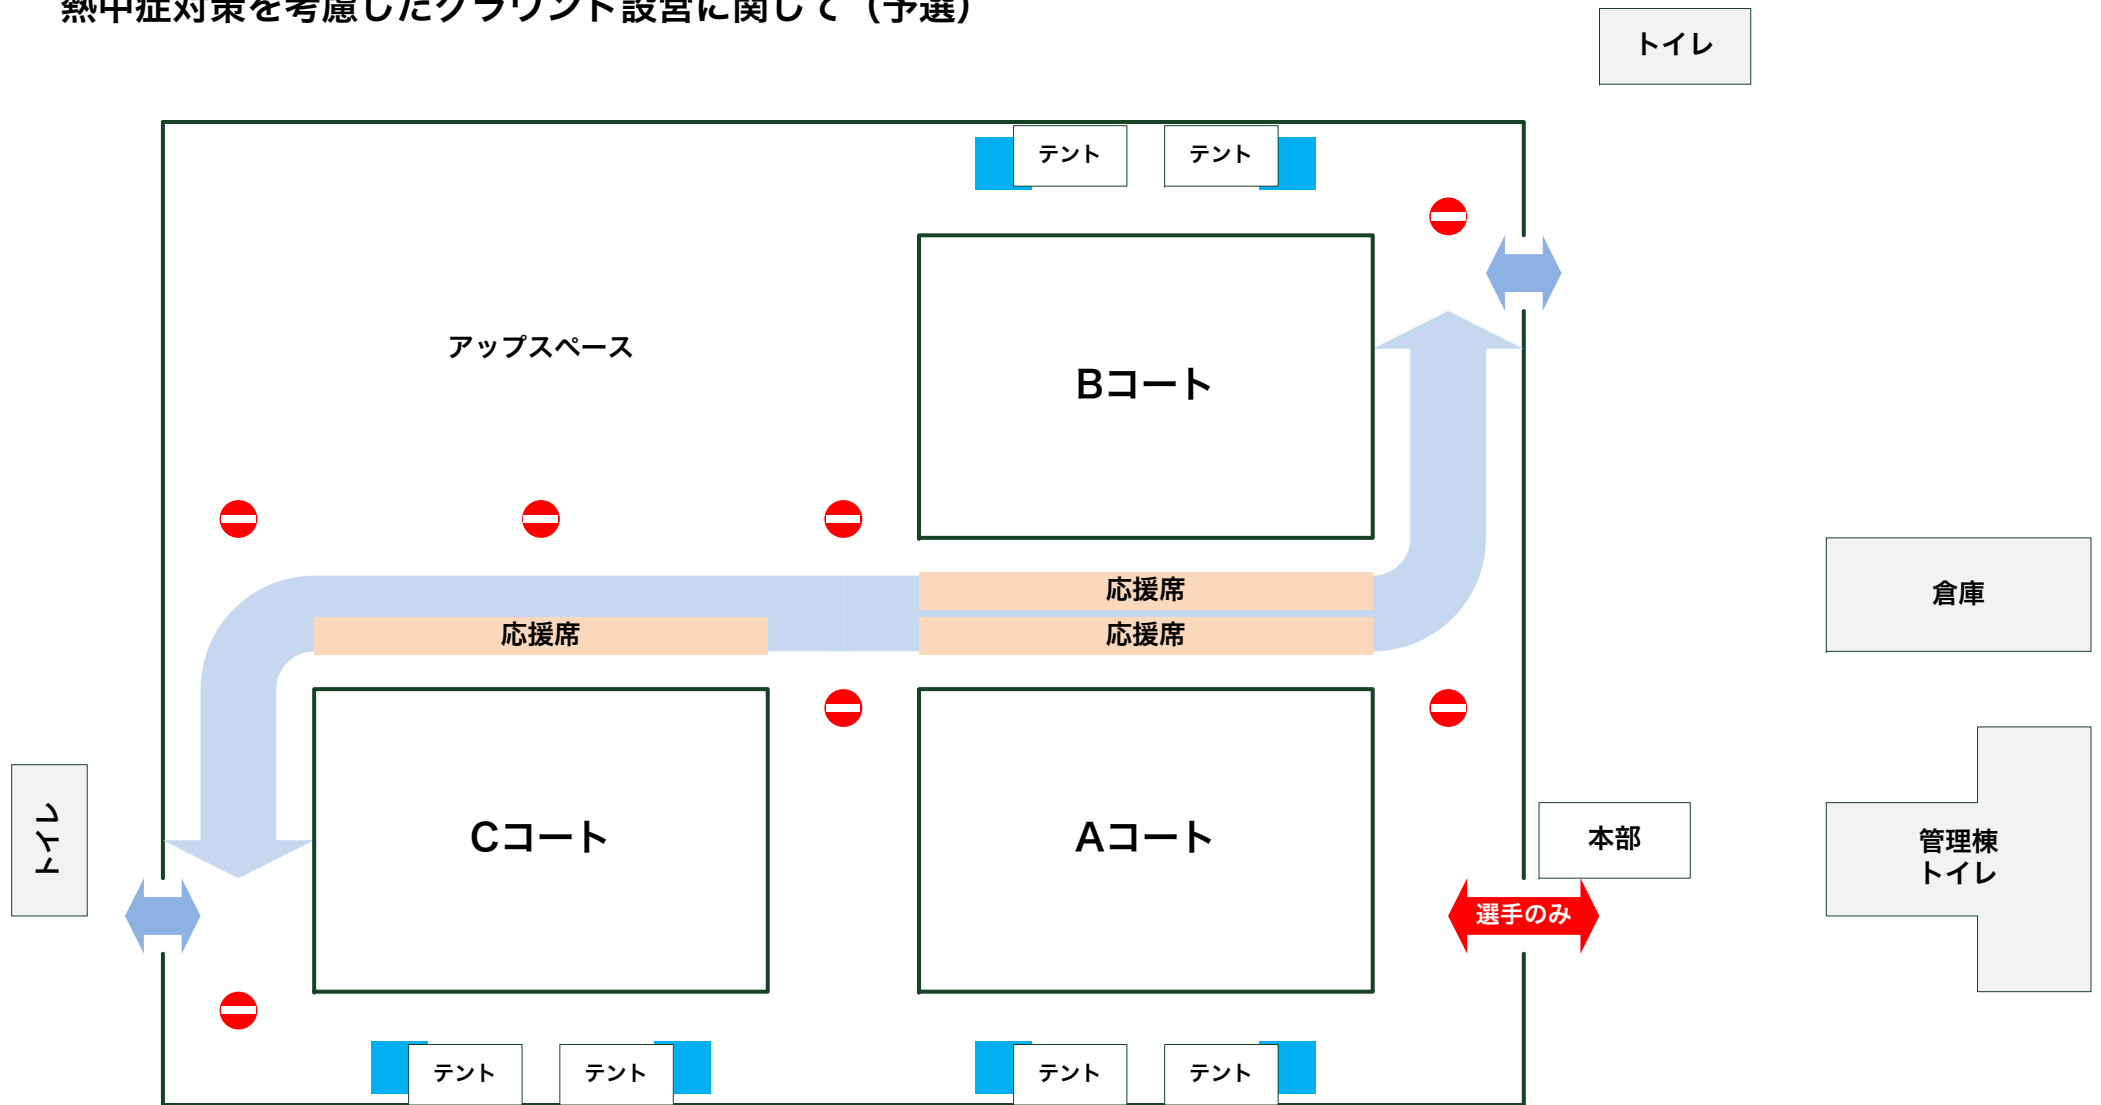 熱中症対策を考慮したグラウンド設営に関して（予選）
トイレ
テント
テント
アップスペース
Bコート
応援席
応援席
応援席
倉庫
トイレ
Cコート
Aコート
本部
管理棟
トイレ
選手のみ
テント
テント
テント
テント